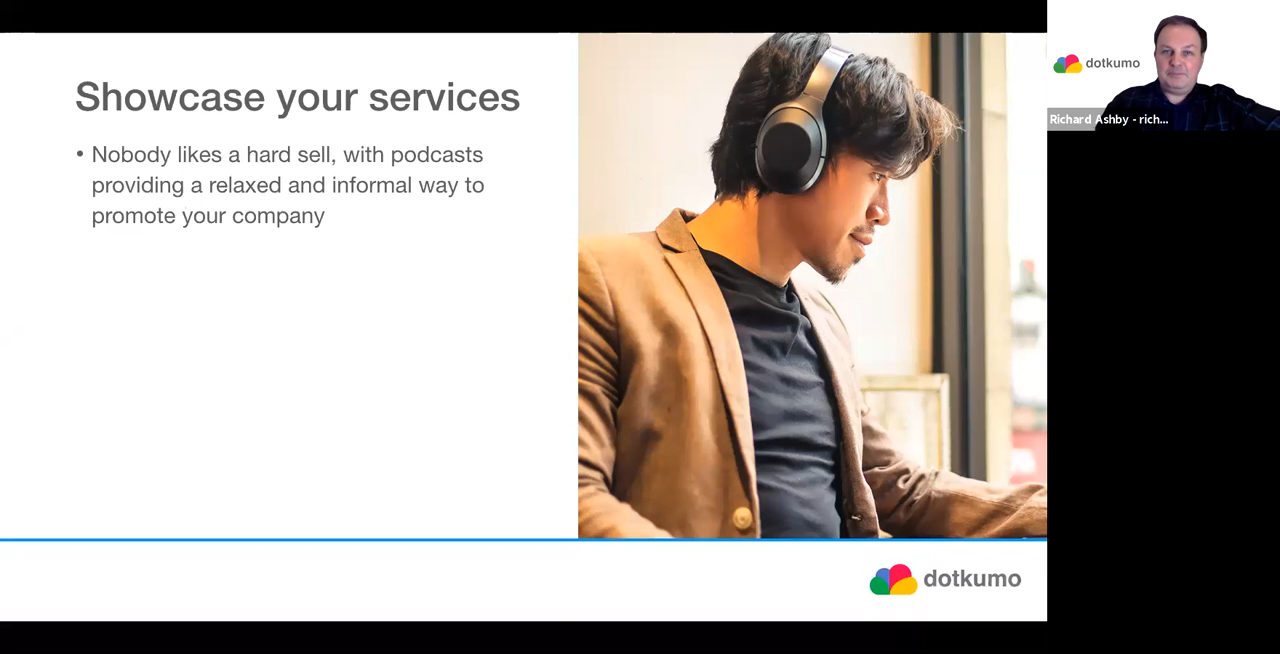 Showcase your services
• Nobody likes a hard sell, with podcasts
providing a relaxed and informal way to
promote your company
dotkumo
dotkumo
Richard Ashby - rich...